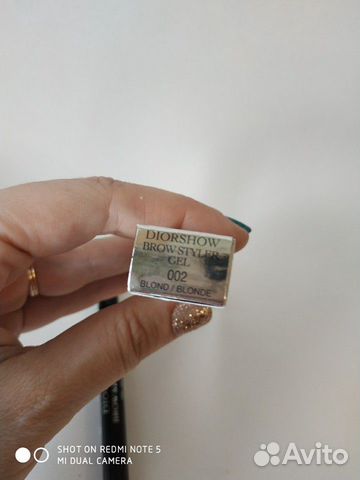 DIORSHOW
BROW STYLER
GEL
002
BLOND / BLONDE
SHOT ON REDMI NOTE 5
MI DUAL CAMERA
Avito